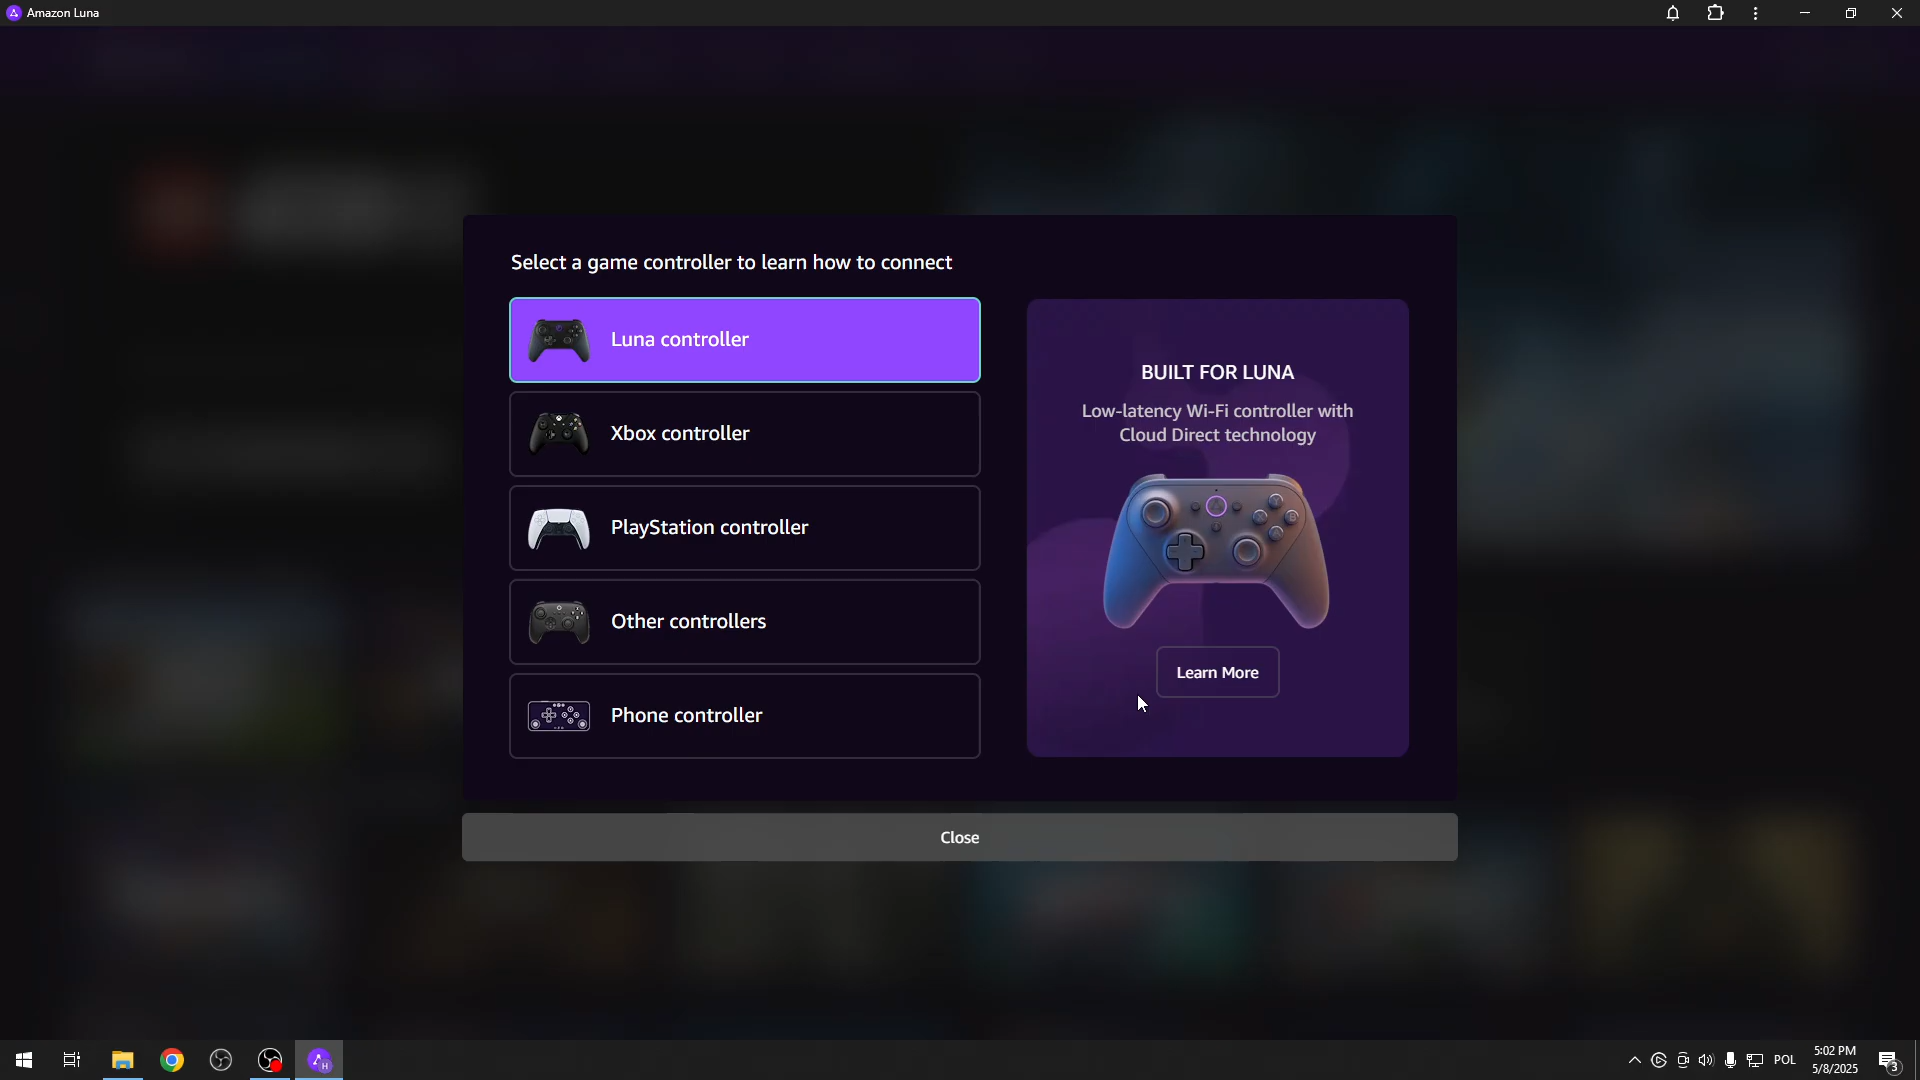 Amazon Luna
Select a game controller to learn how to connect
Luna controller
Xbox controller
PlayStation controller
Other controllers
Phone controller
BUILT FOR LUNA
Low-latency Wi-Fi controller with
Cloud Direct technology
Learn More
Close
POL
5:02 PM
5/8/2025
3